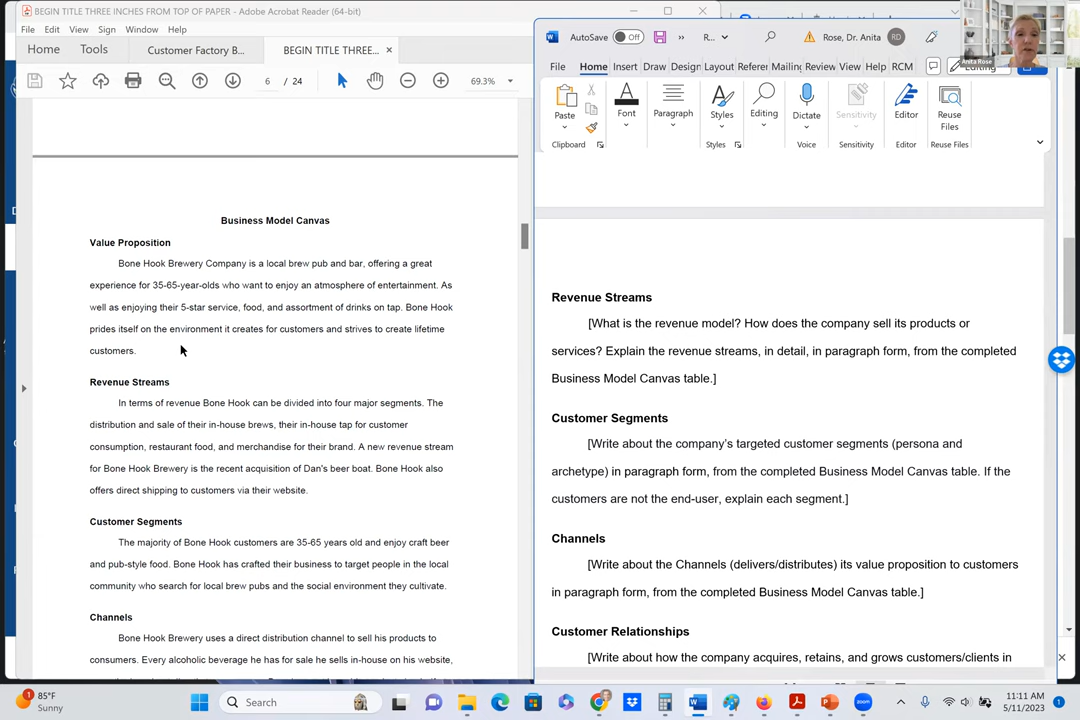 BEGIN TITLE THREE INCHES FROM TOP OF PAPER - Adobe Acrobat Reader (64-bit)
File Edit View Sign Window Help
Home Tools Customer Factory B... BEGIN TITLE THREE... ×
6 / 24 69.3%
Business Model Canvas
Value Proposition
Bone Hook Brewery Company is a local brew pub and bar, offering a great
experience for 35-65-year-olds who want to enjoy an atmosphere of entertainment. As
well as enjoying their 5-star service, food, and assortment of drinks on tap. Bone Hook
prides itself on the environment it creates for customers and strives to create lifetime
customers.
Revenue Streams
In terms of revenue Bone Hook can be divided into four major segments. The
distribution and sale of their in-house brews, their in-house tap for customer
consumption, restaurant food, and merchandise for their brand. A new revenue stream
for Bone Hook Brewery is the recent acquisition of Dan's beer boat. Bone Hook also
offers direct shipping to customers via their website.
Customer Segments
The majority of Bone Hook customers are 35-65 years old and enjoy craft beer
and pub-style food. Bone Hook has crafted their business to target people in the local
community who search for local brew pubs and the social environment they cultivate.
Channels
Bone Hook Brewery uses a direct distribution channel to sell his products to
consumers. Every alcoholic beverage he has for sale he sells in-house on his website,
AutoSave Off R... Rose, Dr. Anita RD
File Home Insert Draw Design Layout Referer Mailing Review View Help RCM Editing
Paste Font Paragraph Styles Editing Dictate Sensitivity Editor Reuse
Files
Clipboard Styles Voice Sensitivity Editor Reuse Files
Anita Rose
Revenue Streams
[What is the revenue model? How does the company sell its products or
services? Explain the revenue streams, in detail, in paragraph form, from the completed
Business Model Canvas table.]
Customer Segments
[Write about the company's targeted customer segments (persona and
archetype) in paragraph form, from the completed Business Model Canvas table. If the
customers are not the end-user, explain each segment.]
Channels
[Write about the Channels (delivers/distributes) its value proposition to customers
in paragraph form, from the completed Business Model Canvas table.]
Customer Relationships
[Write about how the company acquires, retains, and grows customers/clients in
85°F
Sunny
Search
zoom
11:11 AM
5/11/2023
1